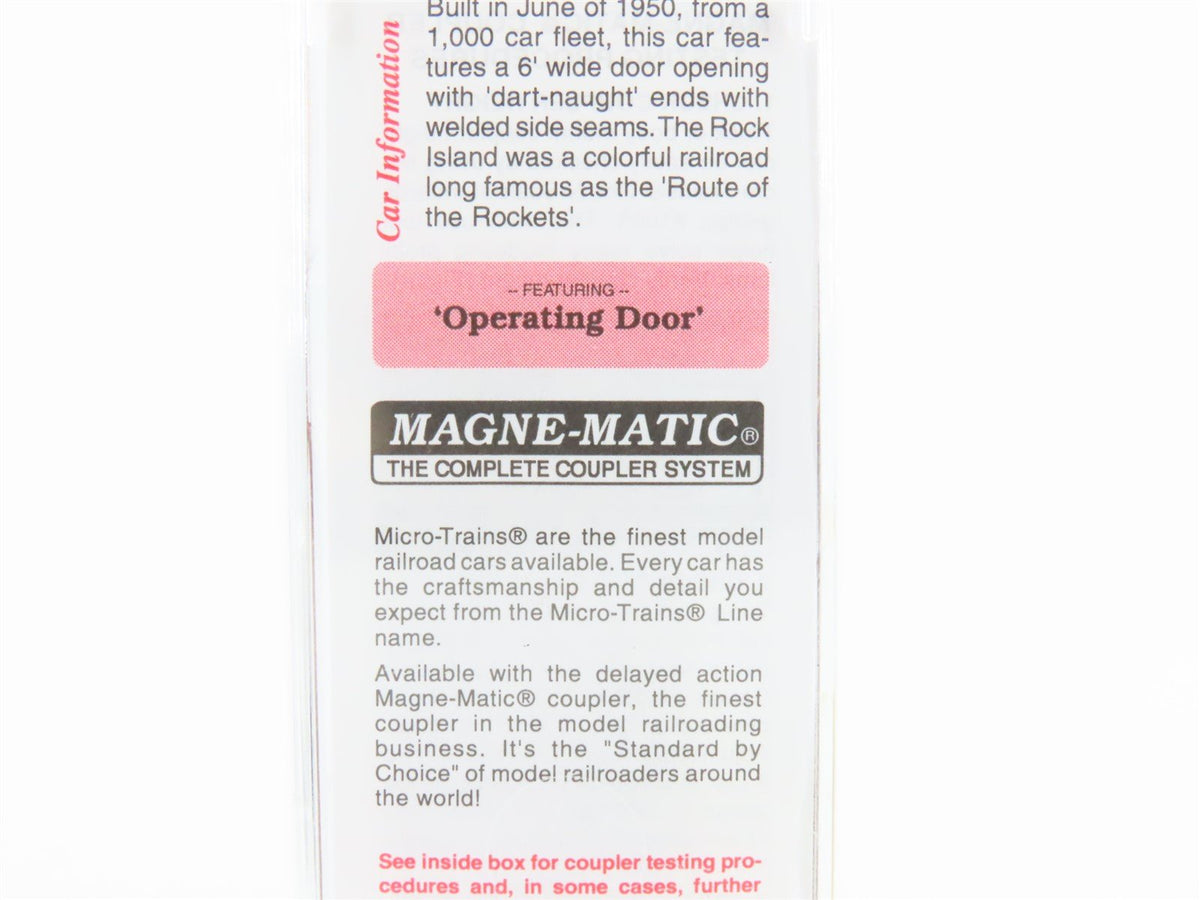 Built in June of 1950, from a
1,000 car fleet, this car fea-
tures a 6' wide door opening
with 'dart-naught' ends with
welded side seams. The Rock
Island was a colorful railroad
long famous as the 'Route of
the Rockets'.
Car Information
-- FEATURING --
‘Operating Door’
MAGNE-MATIC®
THE COMPLETE COUPLER SYSTEM
Micro-Trains® are the finest model
railroad cars available. Every car has
the craftsmanship and detail you
expect from the Micro-Trains® Line
name.
Available with the delayed action
Magne-Matic® coupler, the finest
coupler in the model railroading
business. It's the "Standard by
Choice" of model railroaders around
the world!
See inside box for coupler testing pro-
cedures and, in some cases, further